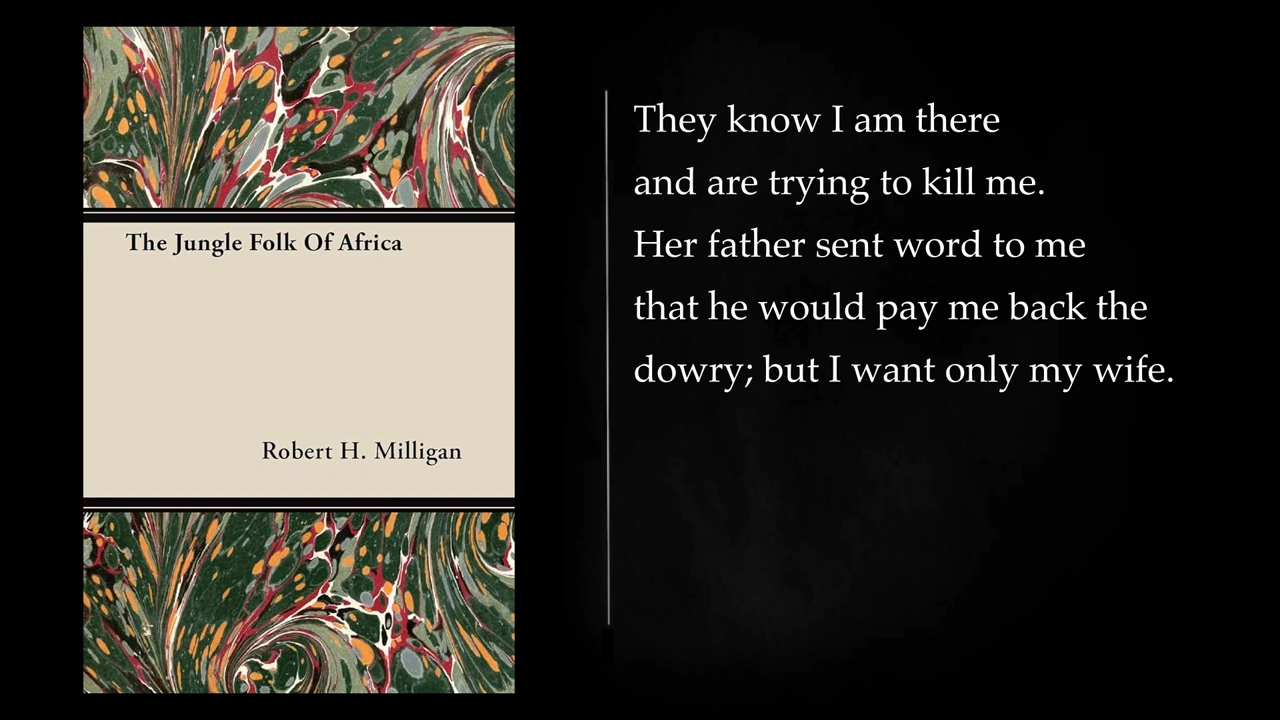 The Jungle Folk Of Africa
Robert H. Milligan
They know I am there
and are trying to kill me.
Her father sent word to me
that he would pay me back the
dowry; but I want only my wife.